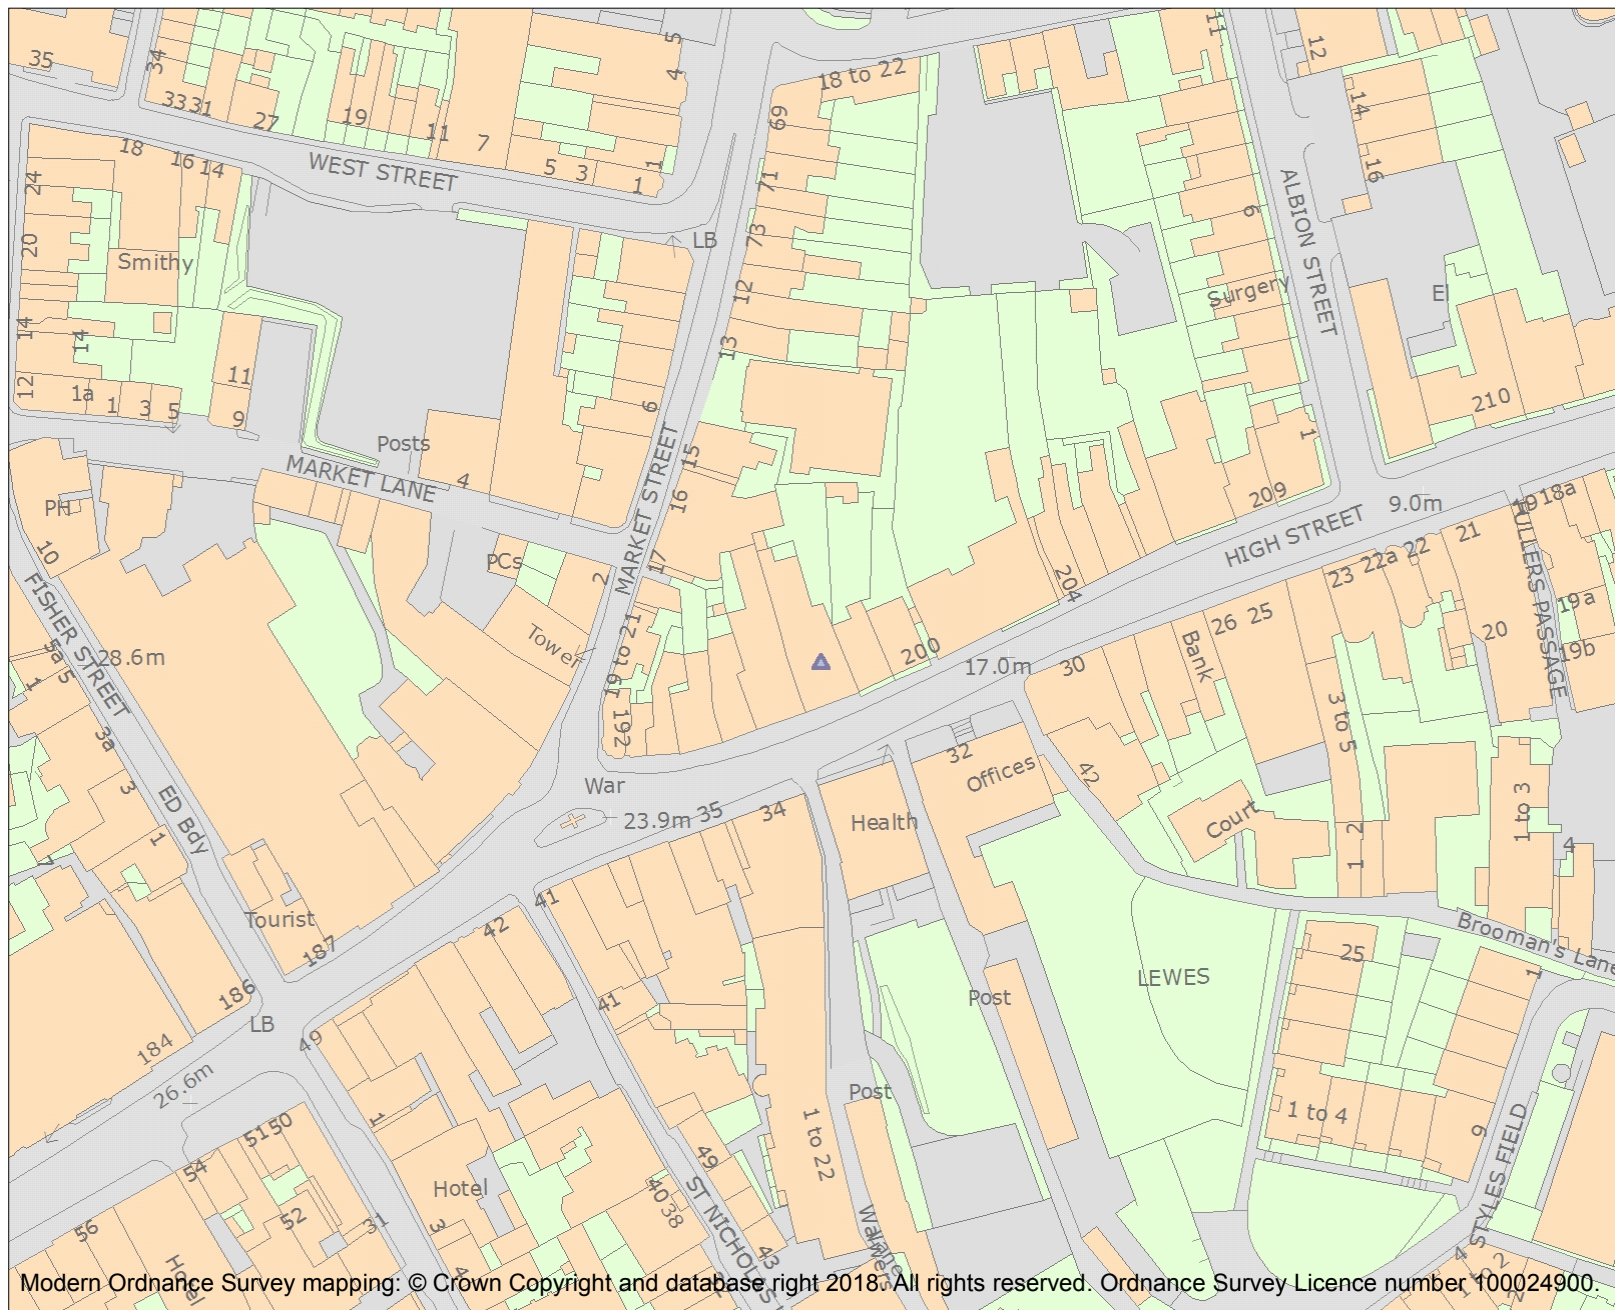 35
34
33
31
27
19
11
7
5
3
1
1
4
5
18 to 22
11
12
14
16
WEST STREET
18
16
14
24
20
Smithy
14
14
12
1a
1
3
5
11
9
LB
69
71
73
12
13
6
15
16
17
ALBION STREET
9
Surgery
El
210
1
209
Posts
MARKET LANE
4
MARKET STREET
PH
10
PCs
2
Tower
19 to 21
192
200
204
HIGH STREET
9.0m
19
18a
FULLERS PASSAGE
21
22
22a
23
25
26
Bank
30
17.0m
20
19a
19b
3 to 5
FISHER STREET
28.6m
5a
5
1
3a
3
1
7
ED Bdy
War
23.9m
35
34
32
Offices
42
Health
Court
2
1
1 to 3
4
Tourist
187
186
184
LB
49
42
41
41
26.6m
Post
LEWES
Post
25
Brooman's Lane
1
1 to 4
9
STYLES FIELD
1
51
50
54
56
52
31
Hotel
Hotel
3
49
40
38
43
ST NICHOLAS
1 to 22
Walwers
Lane
4
Modern Ordnance Survey mapping: © Crown Copyright and database right 2018. All rights reserved. Ordnance Survey Licence number 100024900.